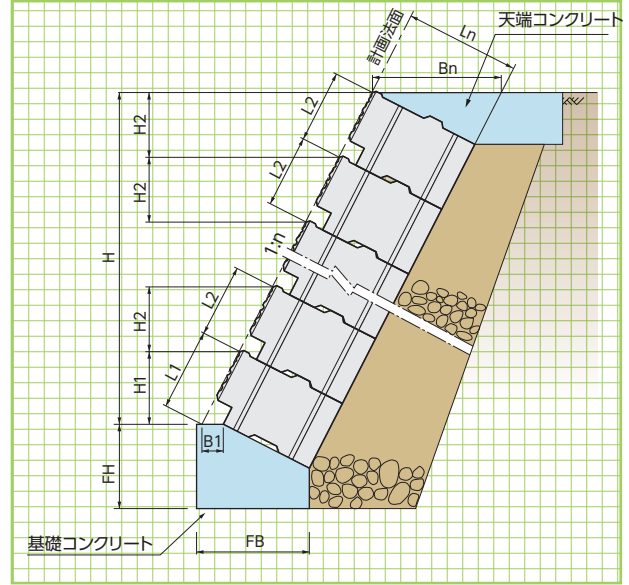 天端コンクリート
計画法面
Ln
Bn
L2
H2
L2
H2
H
1:n
L2
H2
L1
H1
B1
FH
基礎コンクリート
FB